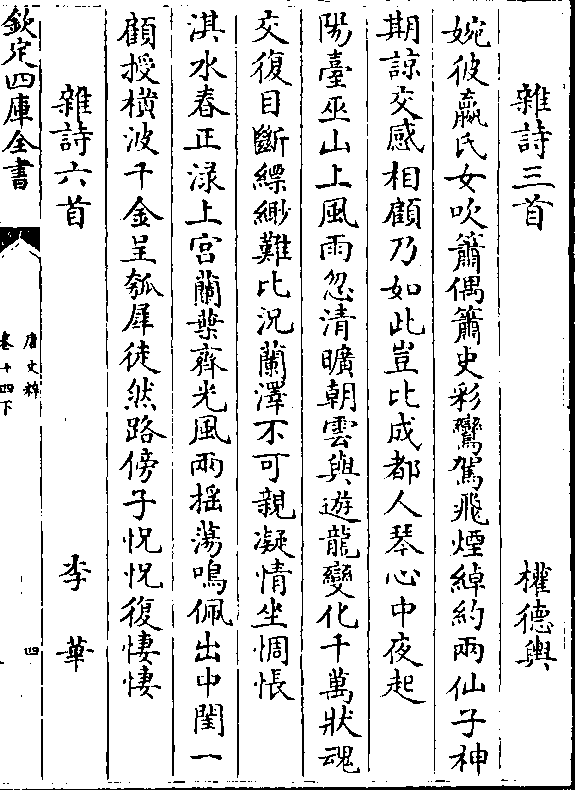 雜詩三首　權德輿
婉彼嬴氏女吹簫偶簫史彩鸞駕飛煙綽約兩仙子神
期諒交感相顧乃如此豈比成都人琴心中夜起
陽臺巫山上風雨忽清曠朝雲與遊龍變化千萬狀魂
交復目斷縹緲難比況蘭澤不可親凝情坐惆悵
淇水春正淥上宮蘭葉齊光風兩揺蕩鳴佩出中閨一
顧授橫波千金呈瓠犀徒然路傍子怳怳復悽悽
雜詩六首　李華
欽定四庫全書
唐文粹
卷十四下
四